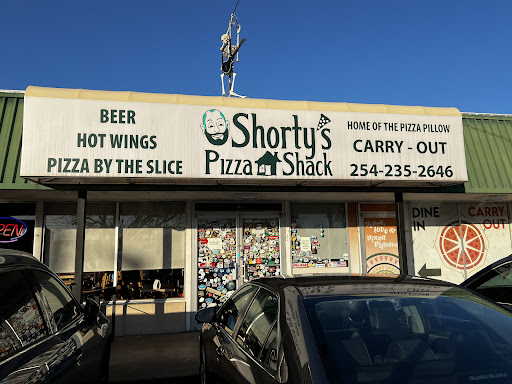 BEER
HOT WINGS
PIZZA BY THE SLICE
Shorty's
Pizza Shack
HOME OF THE PIZZA PILLOW
CARRY - OUT
254-235-2646
OPEN
DINE
IN
CARRY
OUT